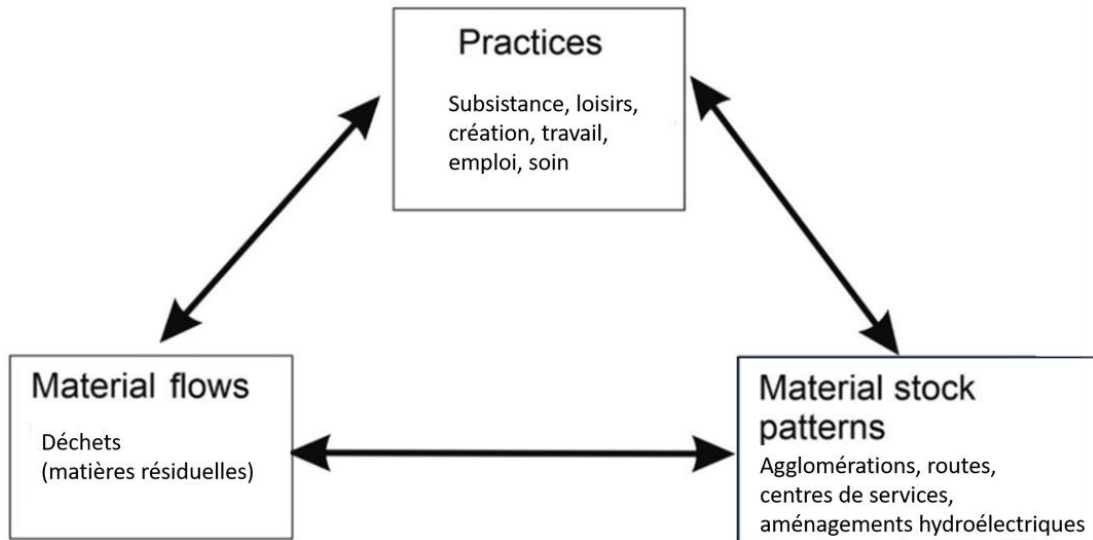 Practices
Subsistance, loisirs,
création, travail,
emploi, soin
Material flows
Déchets
(matières résiduelles)
Material stock
patterns
Agglomérations, routes,
centres de services,
aménagements hydroélectriques